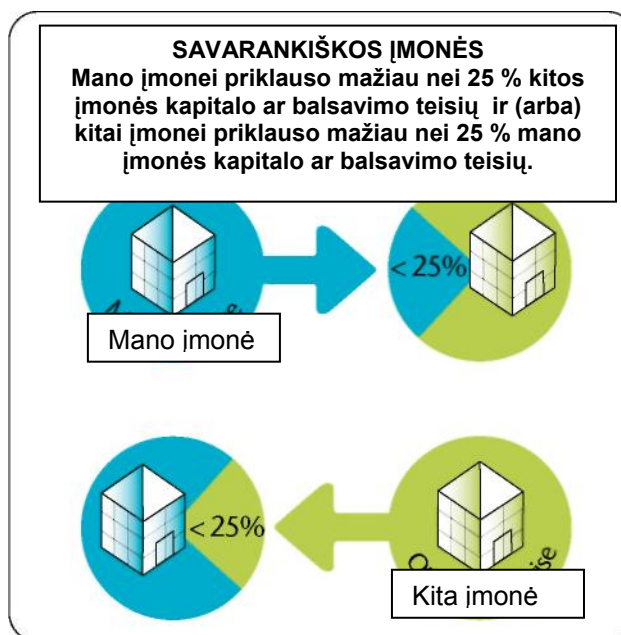 SAVARANKIŠKOS ĮMONĖS
Mano įmonei priklauso mažiau nei 25 % kitos
įmonės kapitalo ar balsavimo teisių ir (arba)
kitai įmonei priklauso mažiau nei 25 % mano
įmonės kapitalo ar balsavimo teisių.
< 25%
Mano įmonė
< 25%
Kita įmonė